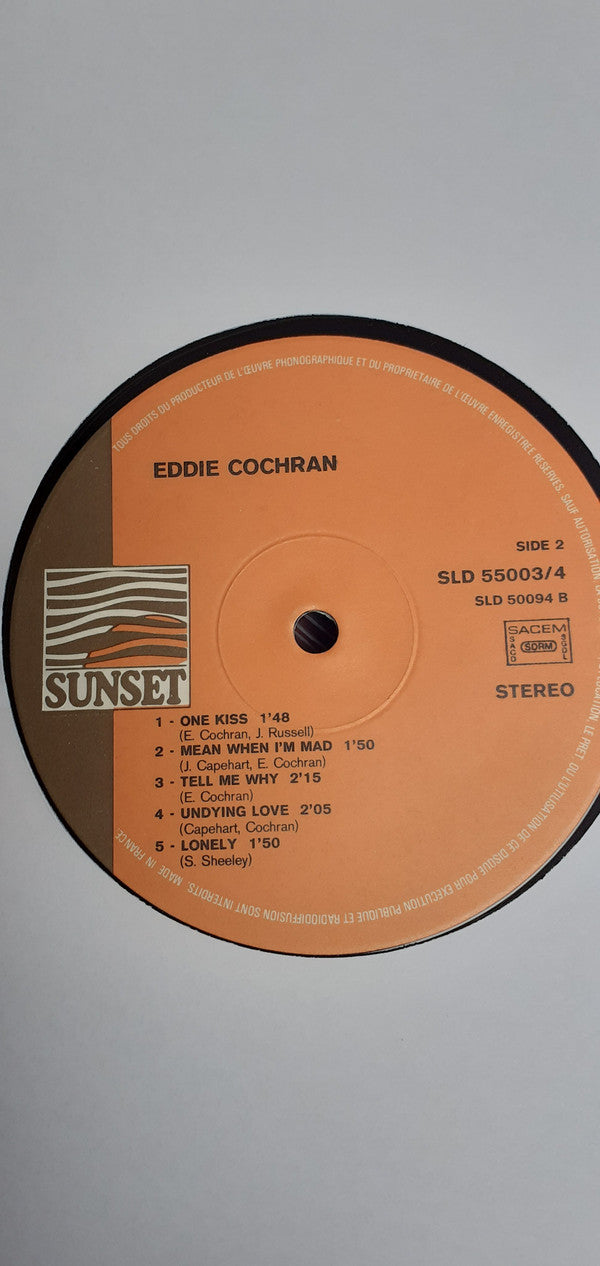 TOUS DROITS DU PRODUCTEUR DE L'ŒUVRE PHONOGRAPHIQUE ET DU PROPRIETAIRE DE L'ŒUVRE ENREGISTREE RESERVES. SAUF AUTORISATION,
EDDIE COCHRAN
SIDE 2
SLD 55003/4
SLD 50094 B
SACEM
SACD
SDRM
SGDL
STEREO
SUNSET
1 - ONE KISS 1'48
(E. Cochran, J. Russell)
2 - MEAN WHEN I'M MAD 1'50
(J. Capehart, E. Cochran)
3 - TELL ME WHY 2'15
(E. Cochran)
4 - UNDYING LOVE 2'05
(Capehart, Cochran)
5 - LONELY 1'50
(S. Sheeley)
LE PRET, OU L'UTILISATION DE CE DISQUE POUR EXECUTION PUBLIQUE ET RADIODIFFUSION SONT INTERDITS. MADE IN FRANCE